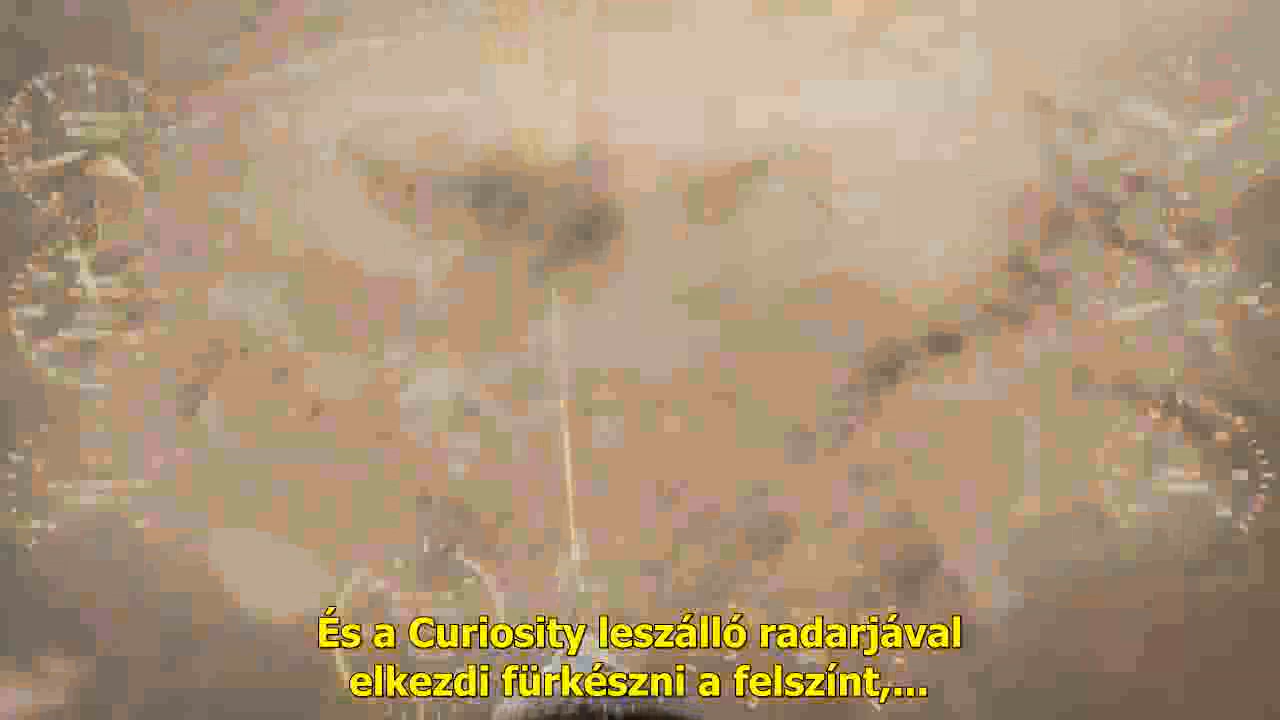 És a Curiosity leszálló radarjával
elkezdi fürkészni a felszínt,...